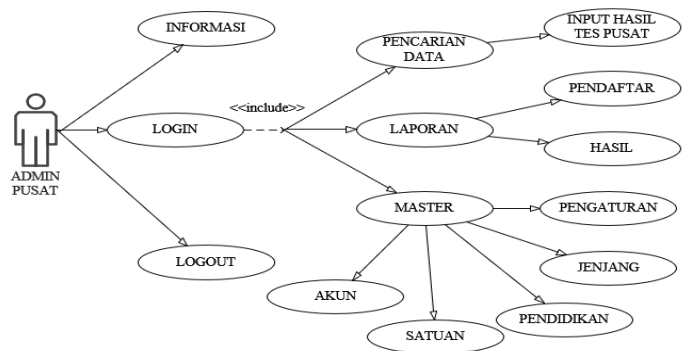 INFORMASI
<<include>>
LOGIN
ADMIN
PUSAT
LOGOUT
PENCARIAN
DATA
INPUT HASIL
TES PUSAT
LAPORAN
PENDAFTAR
HASIL
MASTER
PENGATURAN
JENJANG
PENDIDIKAN
SATUAN
AKUN